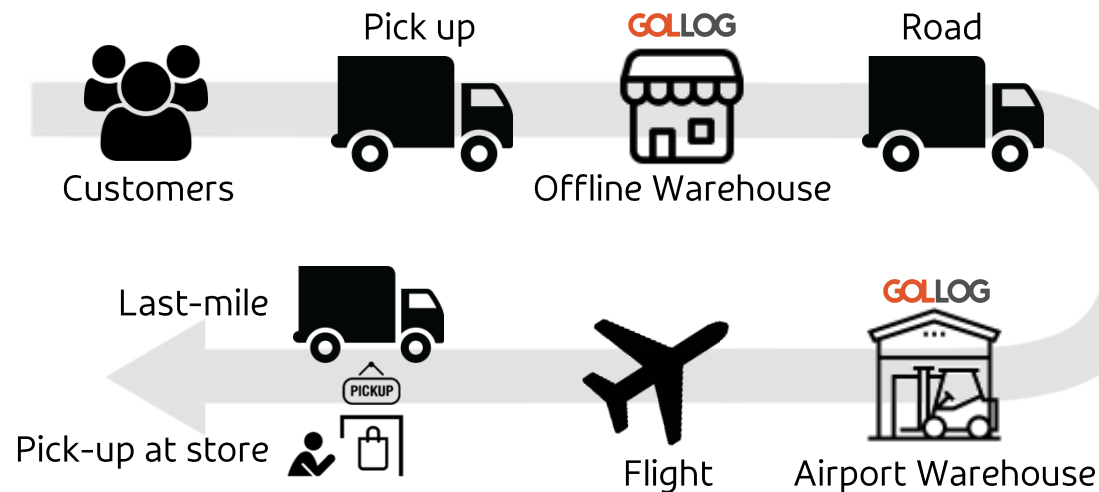 Pick up
GOLLOG
Road
Customers
Offline Warehouse
Last-mile
GOLLOG
PICKUP
Pick-up at store
Flight
Airport Warehouse